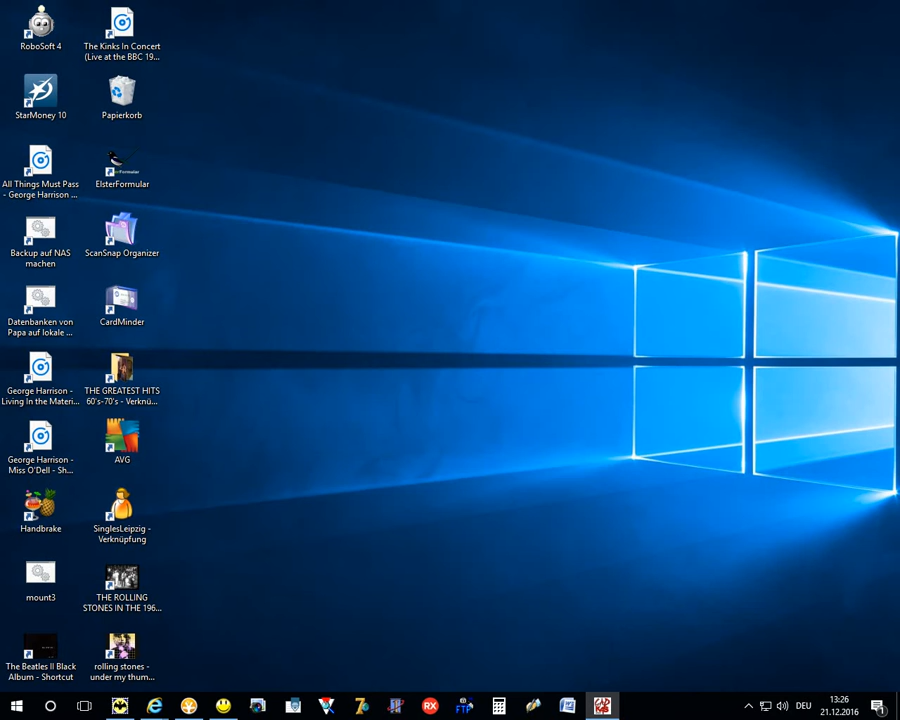 RoboSoft 4
The Kinks In Concert
(Live at the BBC 19...
StarMoney 10
Papierkorb
All Things Must Pass
- George Harrison ...
ElsterFormular
Backup auf NAS
machen
ScanSnap Organizer
Datenbanken von
Papa auf lokale ...
CardMinder
George Harrison -
Living In the Materi...
THE GREATEST HITS
60's-70's - Verknü...
George Harrison -
Miss O'Dell - Sh...
AVG
Handbrake
SinglesLeipzig -
Verknüpfung
mount3
THE ROLLING
STONES IN THE 196...
The Beatles II Black
Album - Shortcut
rolling stones -
under my thum...
RX
FTP
DEU
13:26
21.12.2016
1